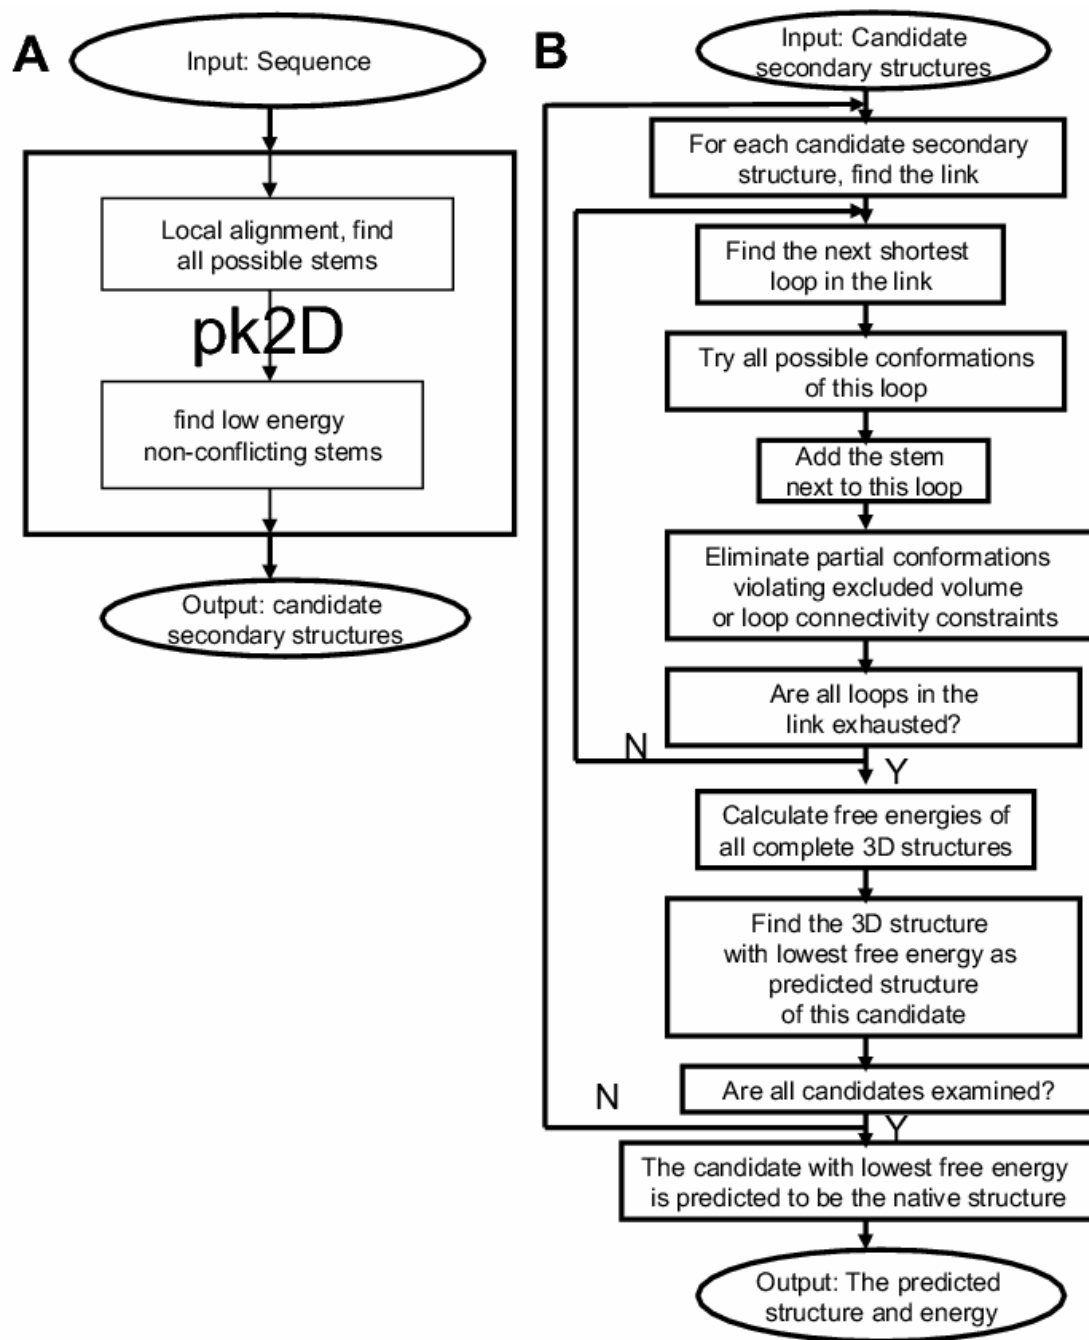 A
Input: Sequence
Local alignment, find
all possible stems
pk2D
find low energy
non-conflicting stems
Output: candidate
secondary structures
B
Input: Candidate
secondary structures
For each candidate secondary
structure, find the link
Find the next shortest
loop in the link
Try all possible conformations
of this loop
Add the stem
next to this loop
Eliminate partial conformations
violating excluded volume
or loop connectivity constraints
Are all loops in the
link exhausted?
N
Y
Calculate free energies of
all complete 3D structures
Find the 3D structure
with lowest free energy as
predicted structure
of this candidate
Are all candidates examined?
N
Y
The candidate with lowest free energy
is predicted to be the native structure
Output: The predicted
structure and energy